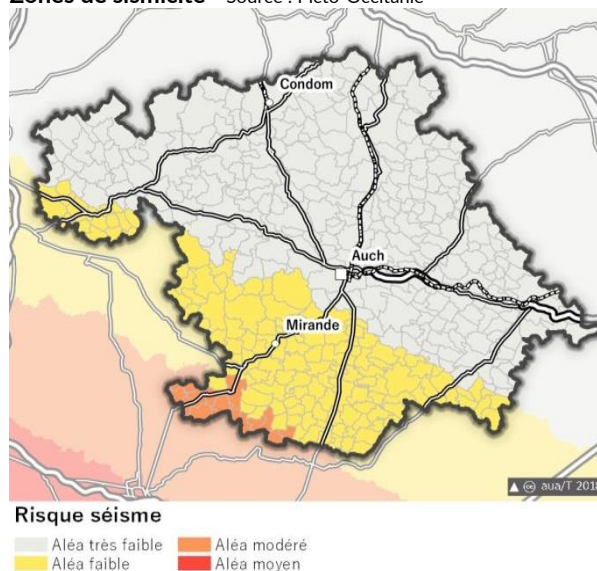 Zones de sismicité - Source : Picto-Occitanie
Condom
Auch
Mirande
▲ cc aua/T 2018
Risque séisme
Aléa très faible
Aléa modéré
Aléa faible
Aléa moyen